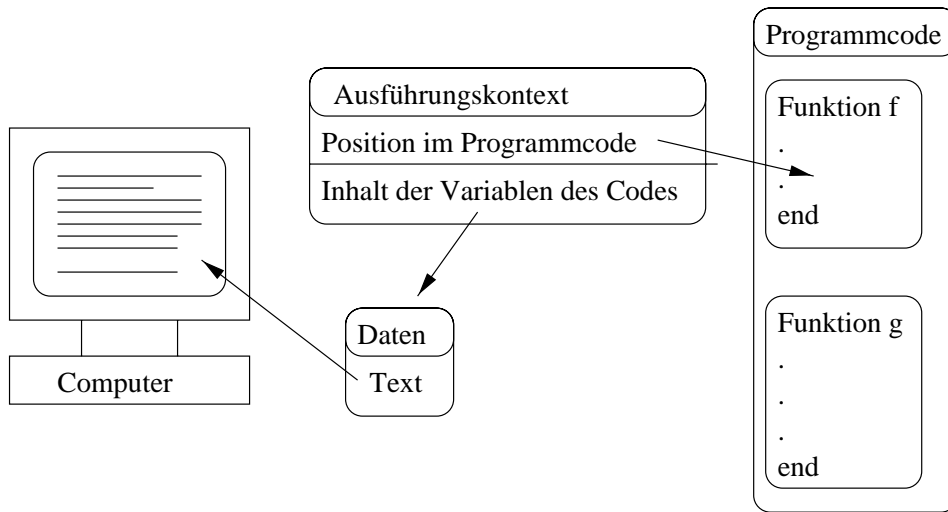 Programmcode
Ausführungskontext
Position im Programmcode
Inhalt der Variablen des Codes
Funktion f
.
.
end
Daten
Text
Computer
Funktion g
.
.
.
end